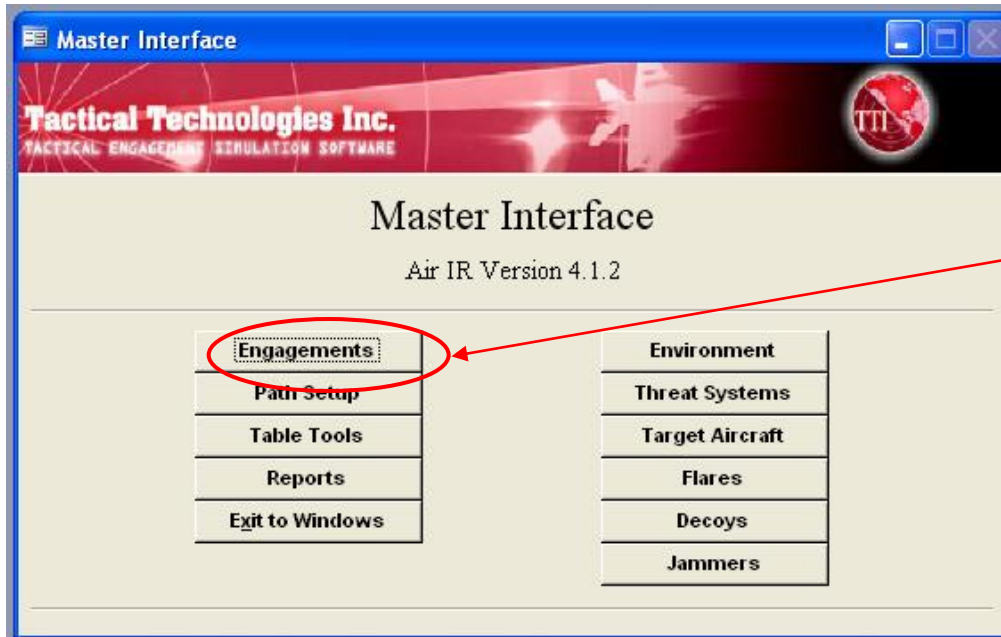 Master Interface
Tactical Technologies Inc.
TACTICAL ENGAGEMENT SIMULATION SOFTWARE
TTI
Master Interface
Air IR Version 4.1.2
Engagements
Path Setup
Table Tools
Reports
Exit to Windows
Environment
Threat Systems
Target Aircraft
Flares
Decoys
Jammers